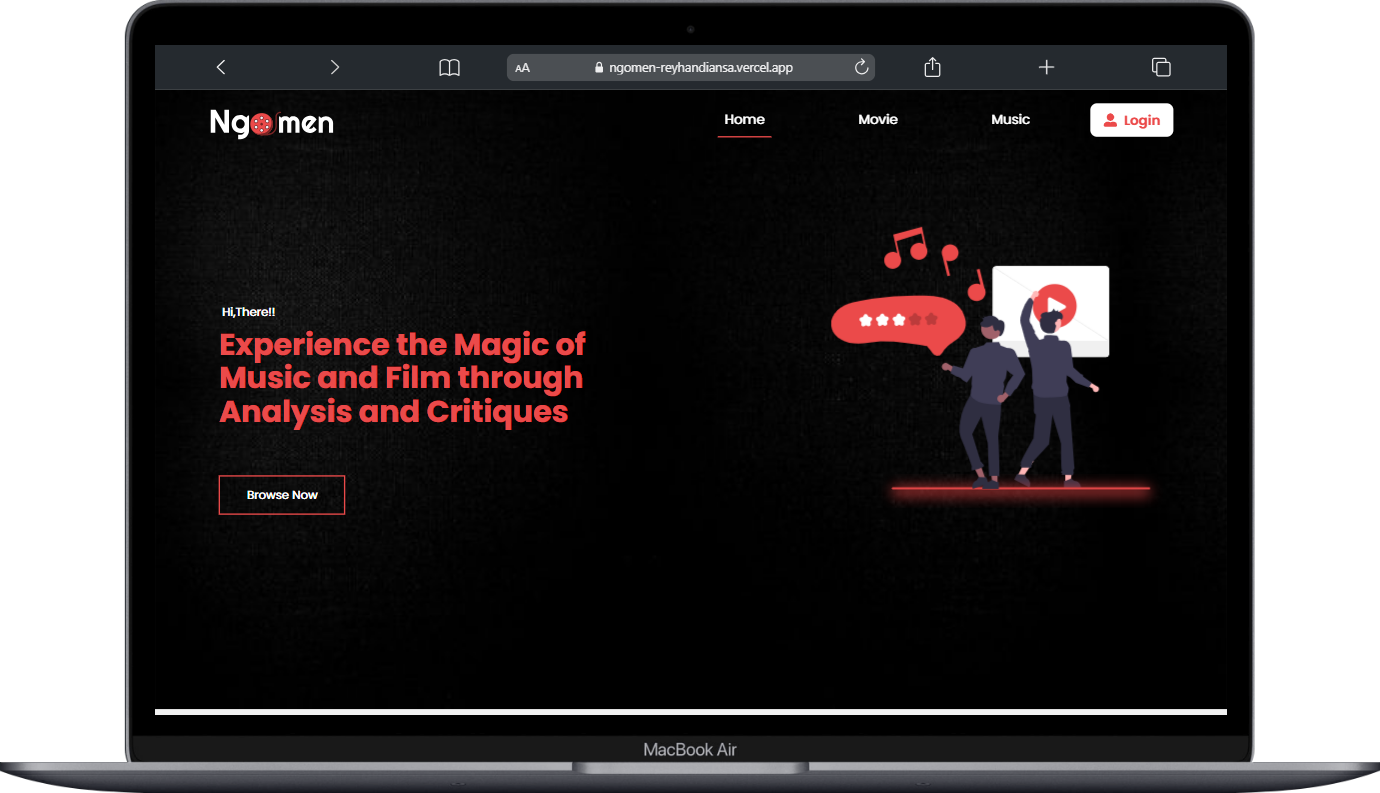 AA ngomen-reyhandiansa.vercel.app
Ngomen
Home Movie Music Login
Hi,There!!
Experience the Magic of
Music and Film through
Analysis and Critiques
Browse Now
MacBook Air